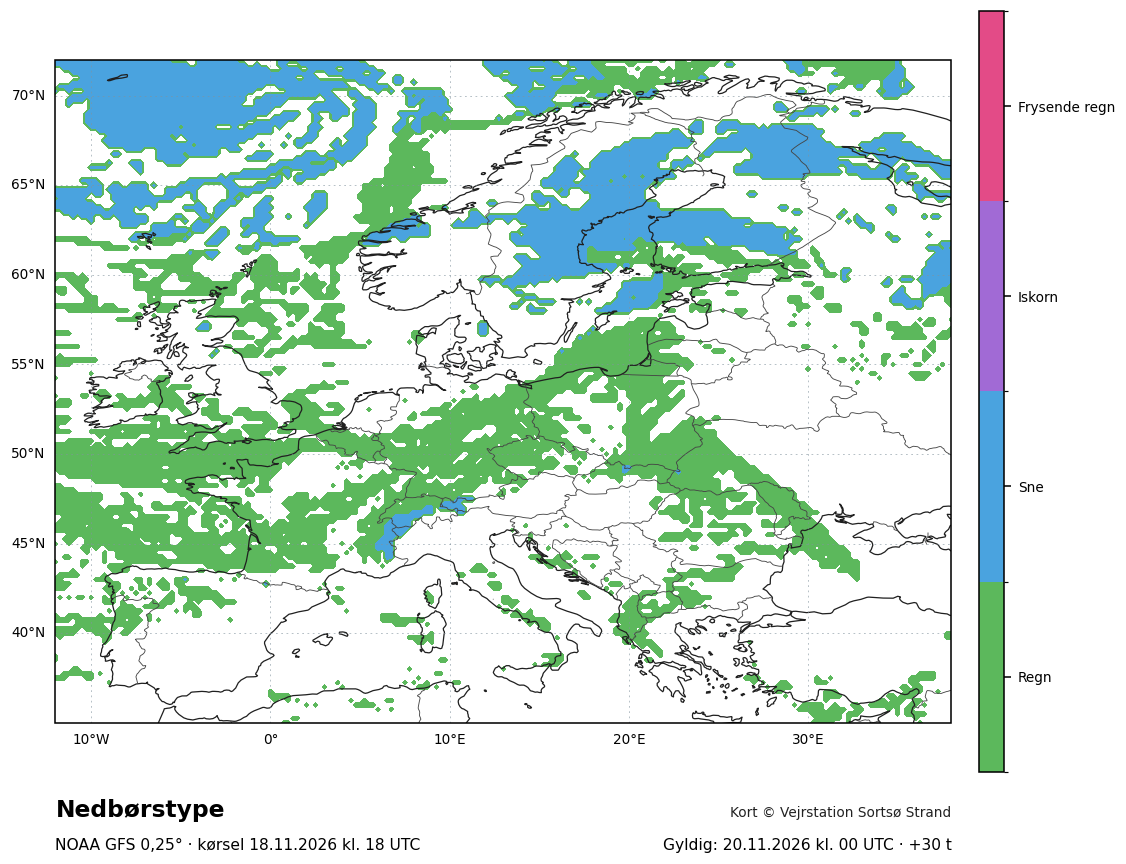 70°N
65°N
60°N
55°N
50°N
45°N
40°N
10°W
0°
10°E
20°E
30°E
Frysende regn
Iskorn
Sne
Regn
Nedbørstype
Kort © Vejrstation Sortsø Strand
NOAA GFS 0,25° · kørsel 18.11.2026 kl. 18 UTC
Gyldig: 20.11.2026 kl. 00 UTC · +30 t